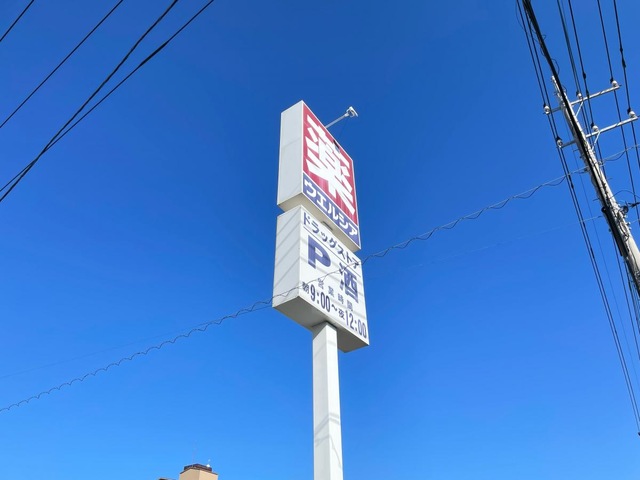 薬
ウエルシア
ドラッグストア
P 酒
営業時間
朝9:00～夜12:00